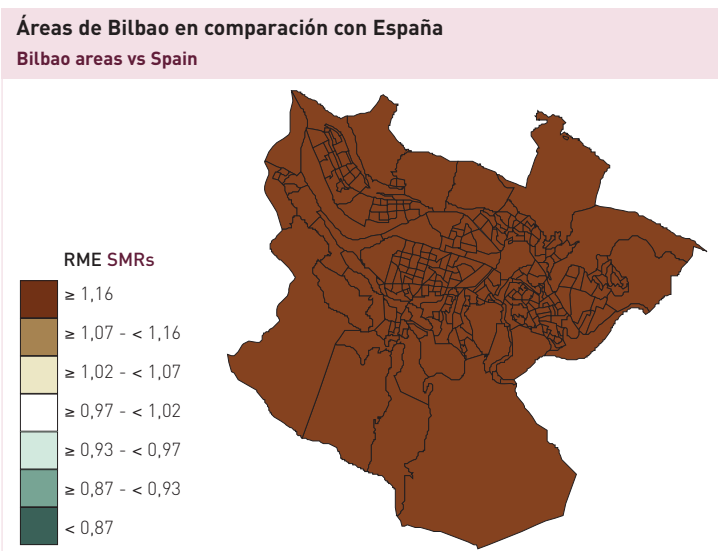 Áreas de Bilbao en comparación con España
Bilbao areas vs Spain
RME SMRs
≥ 1,16
≥ 1,07 - < 1,16
≥ 1,02 - < 1,07
≥ 0,97 - < 1,02
≥ 0,93 - < 0,97
≥ 0,87 - < 0,93
< 0,87